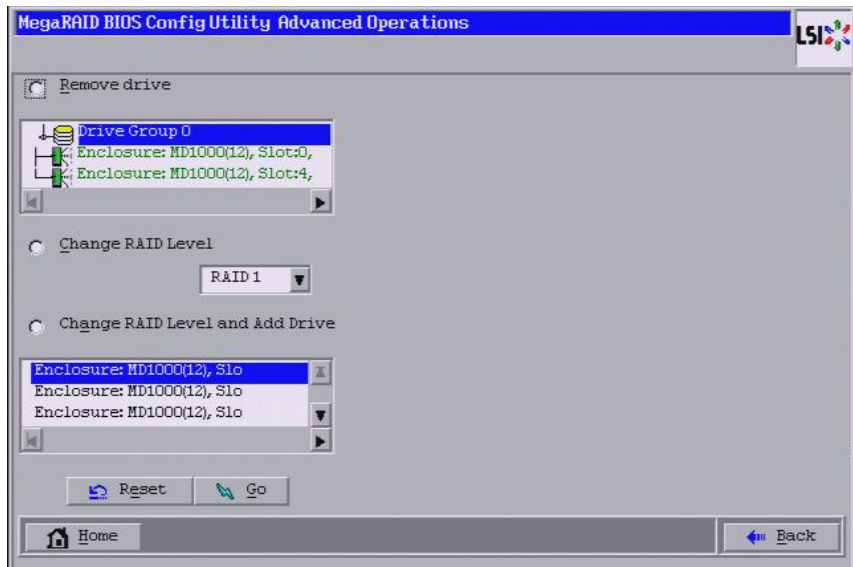 MegaRAID BIOS Config Utility Advanced Operations
LSI
Remove drive
Drive Group 0
Enclosure: MD1000(12), Slot:0,
Enclosure: MD1000(12), Slot:4,
Change RAID Level
RAID 1
Change RAID Level and Add Drive
Enclosure: MD1000(12), Slo
Enclosure: MD1000(12), Slo
Enclosure: MD1000(12), Slo
Reset Go
Home Back